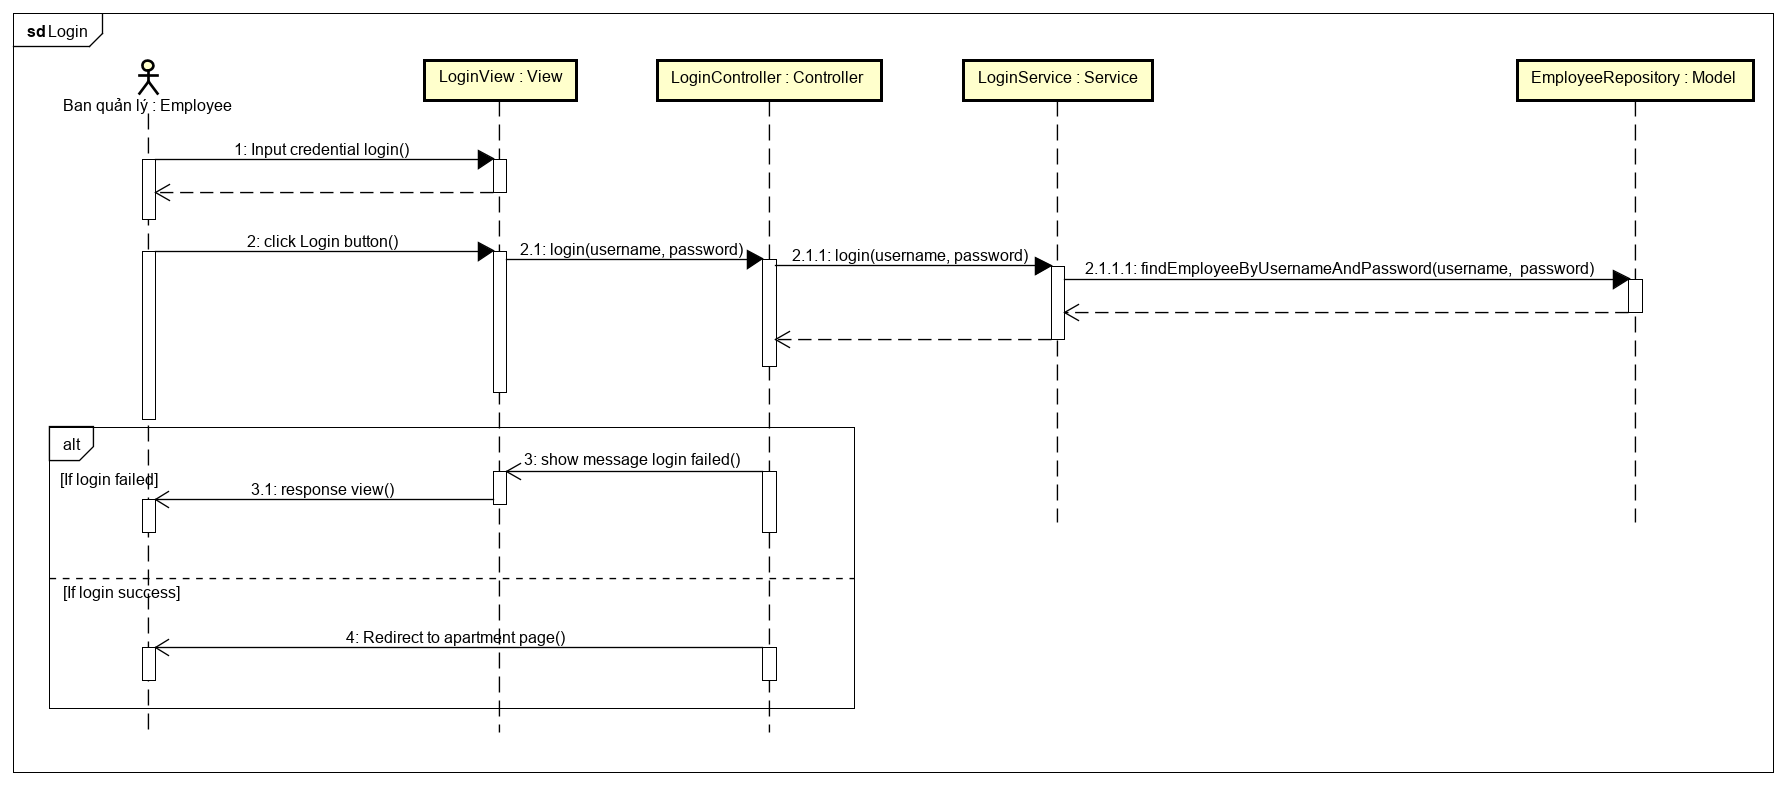 sd Login
Ban quản lý : Employee
LoginView : View
LoginController : Controller
LoginService : Service
EmployeeRepository : Model
1: Input credential login()
2: click Login button()
2.1: login(username, password)
2.1.1: login(username, password)
2.1.1.1: findEmployeeByUsernameAndPassword(username,  password)
alt
[If login failed]
3: show message login failed()
3.1: response view()
[If login success]
4: Redirect to apartment page()